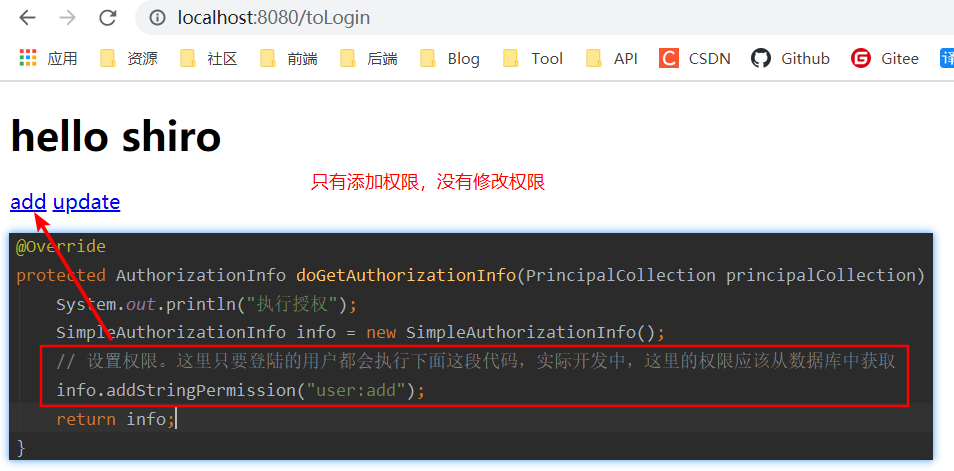 localhost:8080/toLogin
应用 资源 社区 前端 后端 Blog Tool API C CSDN Github G Gitee 译
hello shiro
只有添加权限，没有修改权限
add update
@Override
protected AuthorizationInfo doGetAuthorizationInfo(PrincipalCollection principalCollection)
System.out.println("执行授权");
SimpleAuthorizationInfo info = new SimpleAuthorizationInfo();
// 设置权限。这里只要登陆的用户都会执行下面这段代码，实际开发中，这里的权限应该从数据库中获取
info.addStringPermission("user:add");
return info;
}